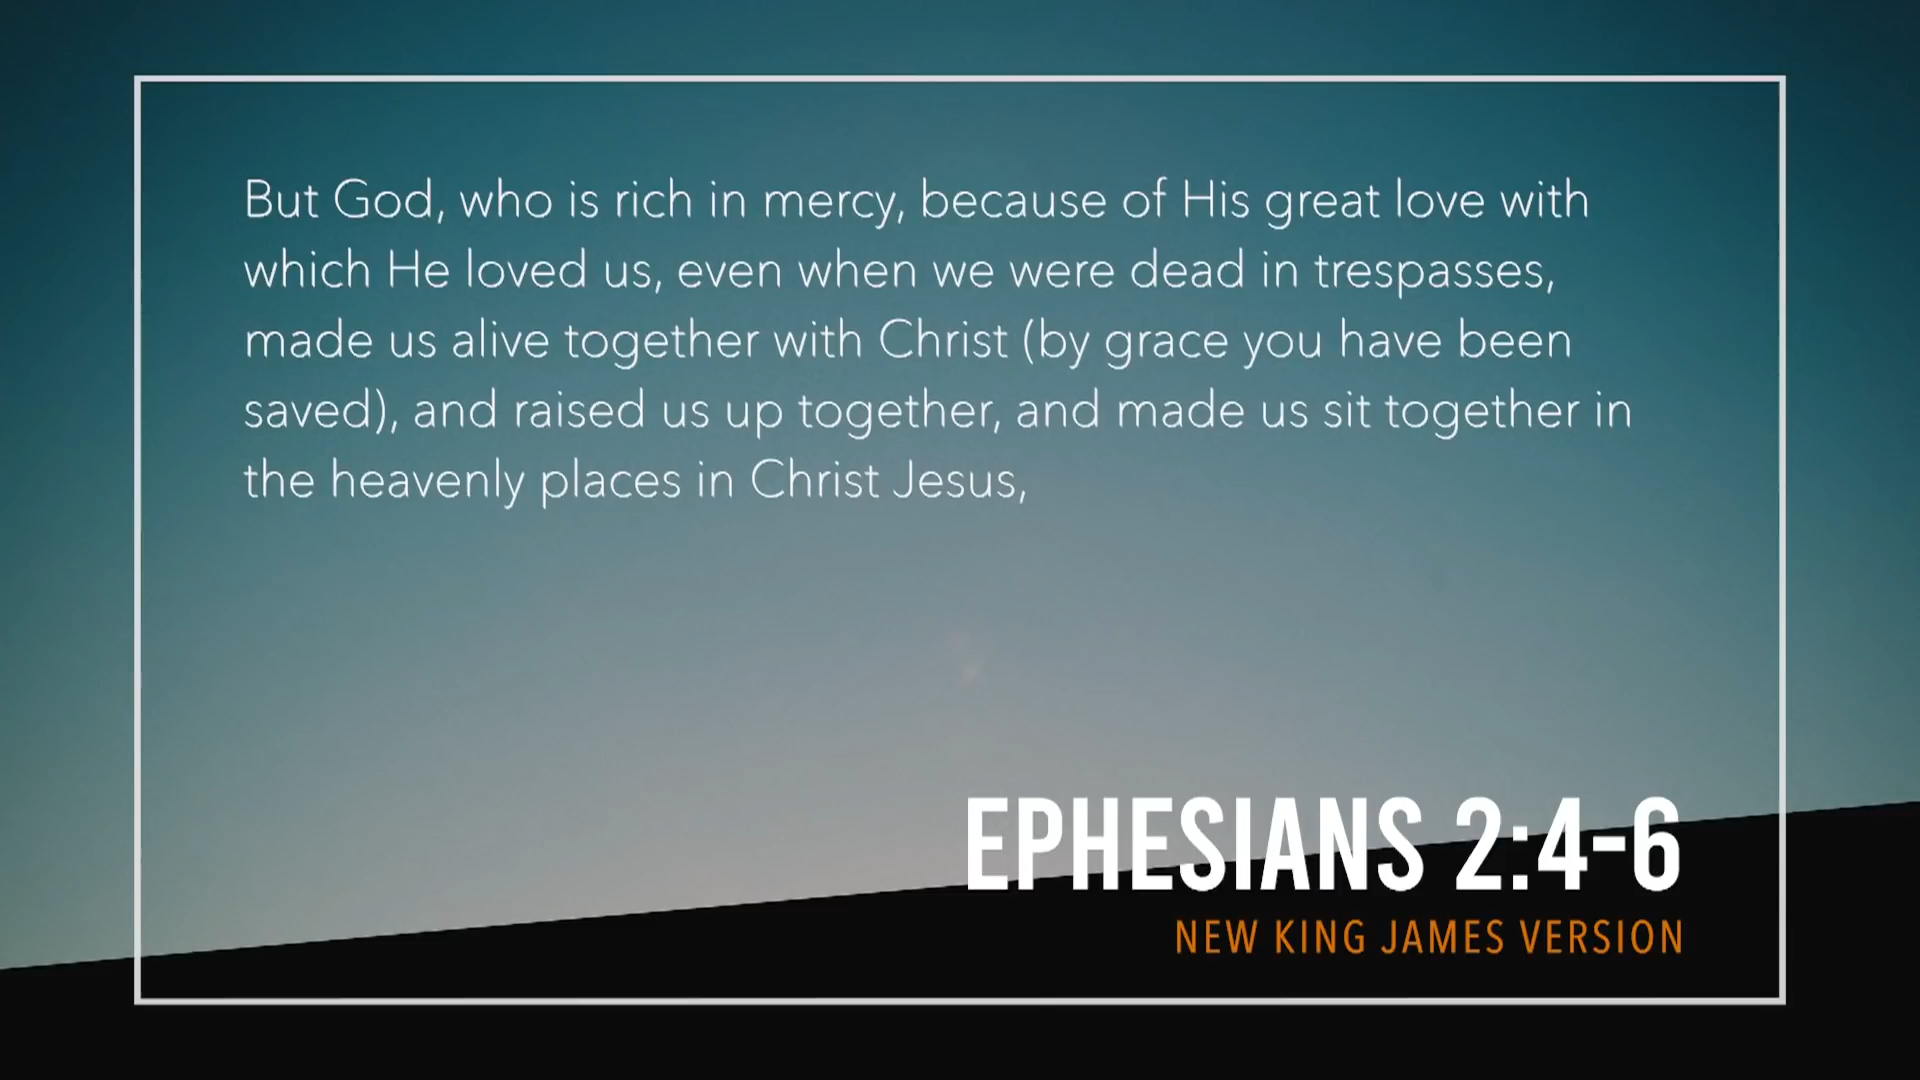 But God, who is rich in mercy, because of His great love with
which He loved us, even when we were dead in trespasses,
made us alive together with Christ (by grace you have been
saved), and raised us up together, and made us sit together in
the heavenly places in Christ Jesus,
EPHESIANS 2:4-6
NEW KING JAMES VERSION